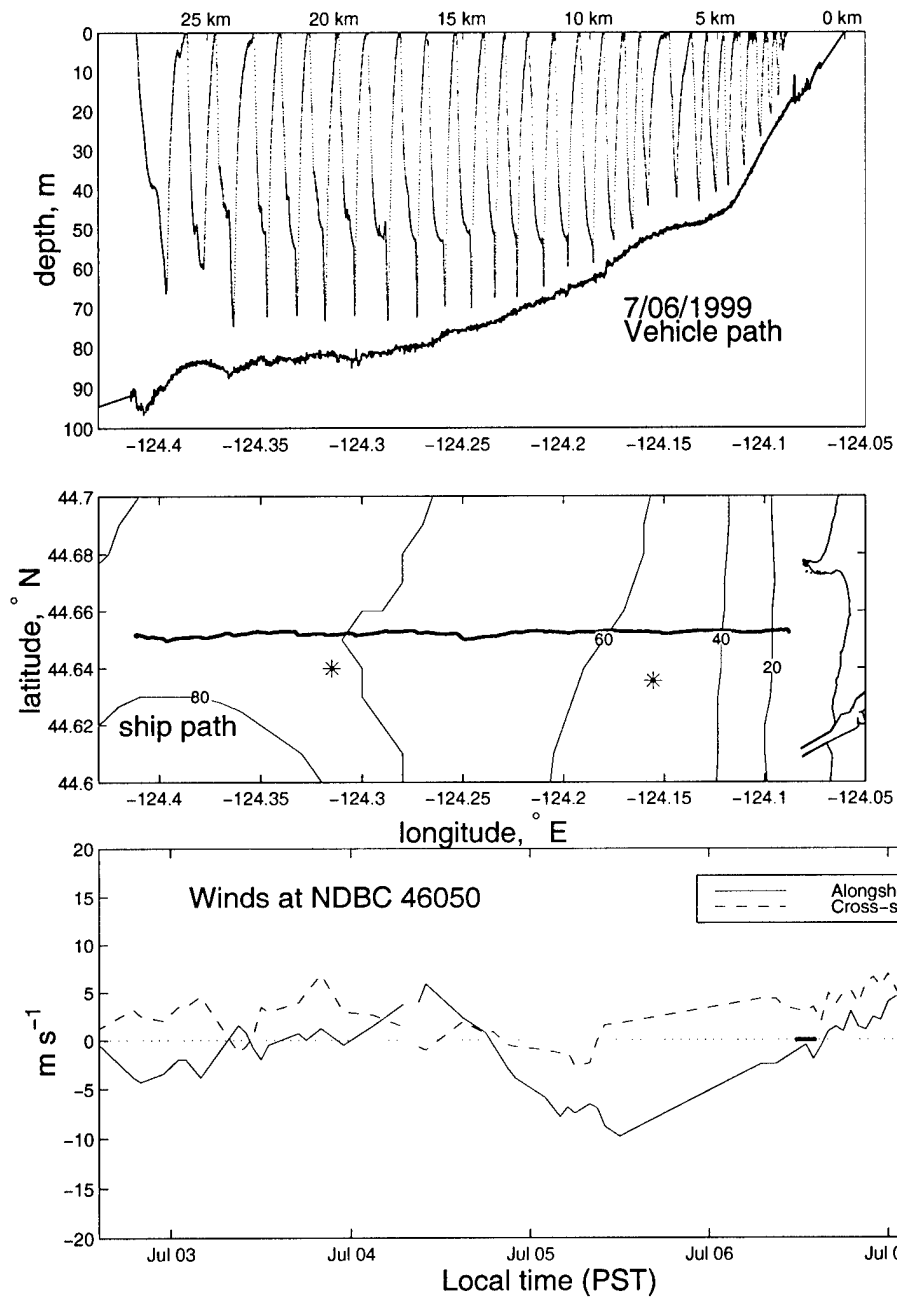 25 km 20 km 15 km 10 km 5 km 0 km
0
10
20
30
40
50
60
70
80
90
100
depth, m
7/06/1999
Vehicle path
−124.4 −124.35 −124.3 −124.25 −124.2 −124.15 −124.1 −124.05
44.7
44.68
44.66
44.64
44.62
44.6
latitude, ° N
60 40
20
80
ship path
−124.4 −124.35 −124.3 −124.25 −124.2 −124.15 −124.1 −124.05
longitude, ° E
20
15
10
5
0
−5
−10
−15
−20
m s⁻¹
Winds at NDBC 46050
Alongsh
Cross−s
Jul 03 Jul 04 Jul 05 Jul 06 Jul 0
Local time (PST)